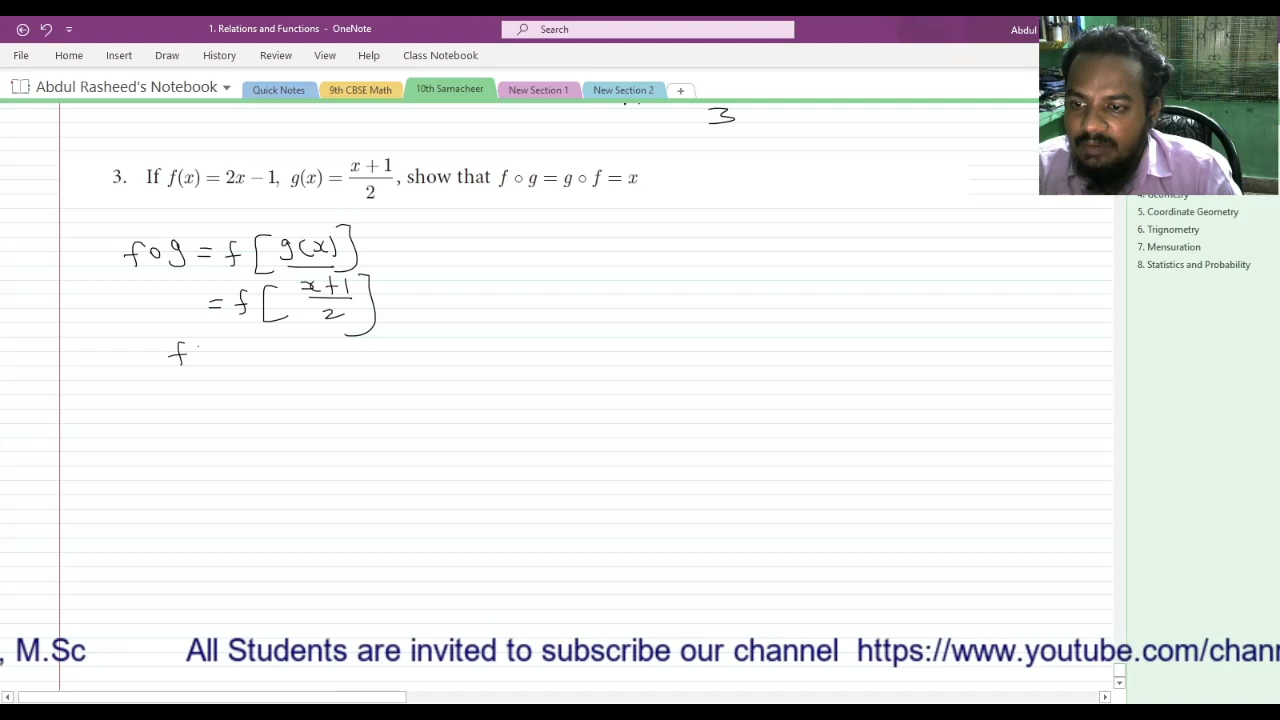 1. Relations and Functions - OneNote
Search
Abdul
File Home Insert Draw History Review View Help Class Notebook
Abdul Rasheed's Notebook Quick Notes 9th CBSE Math 10th Samacheer New Section 1 New Section 2 +
3
3. If f(x) = 2x − 1, g(x) = (x + 1)/2, show that f ∘ g = g ∘ f = x
f o g = f [g(x)]
= f [(x+1)/2]
f
5. Coordinate Geometry
6. Trignometry
7. Mensuration
8. Statistics and Probability
, M.Sc All Students are invited to subscribe our channel https://www.youtube.com/chann